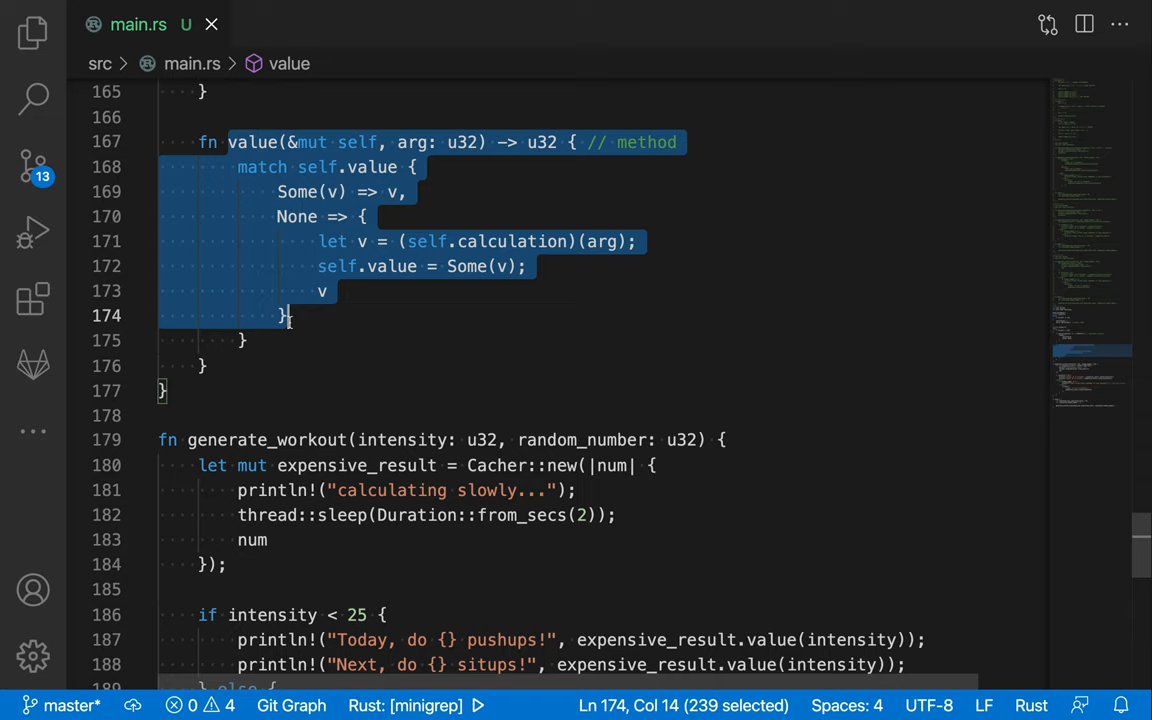 main.rs U
src > main.rs > value
165 }
166
167 fn value(&mut self, arg: u32) -> u32 { // method
168 match self.value {
169 Some(v) => v,
170 None => {
171 let v = (self.calculation)(arg);
172 self.value = Some(v);
173 v
174 }
175 }
176 }
177 }
178
179 fn generate_workout(intensity: u32, random_number: u32) {
180 let mut expensive_result = Cacher::new(|num| {
181 println!("calculating slowly...");
182 thread::sleep(Duration::from_secs(2));
183 num
184 });
185
186 if intensity < 25 {
187 println!("Today, do {} pushups!", expensive_result.value(intensity));
188 println!("Next, do {} situps!", expensive_result.value(intensity));
189 } else {
13
master* 0 4 Git Graph Rust: [minigrep] Ln 174, Col 14 (239 selected) Spaces: 4 UTF-8 LF Rust